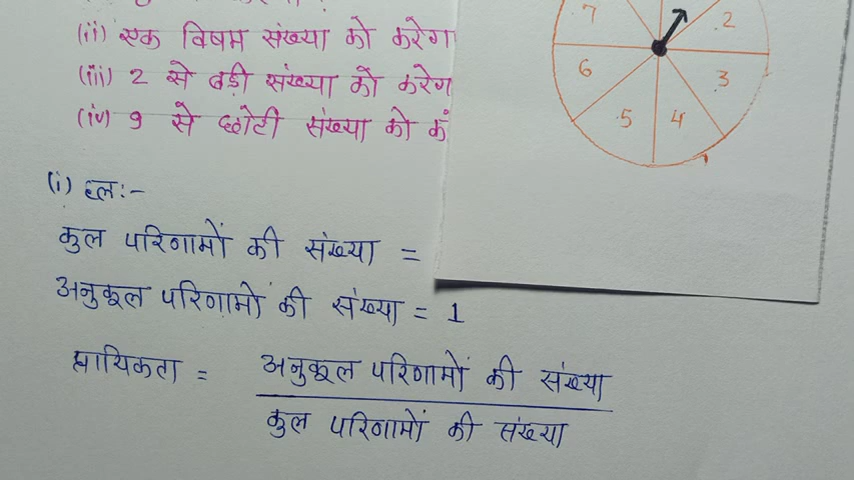 (ii) एक विषम संख्या को करेगा
(iii) 2 से बड़ी संख्या को करेग
(iv) 9 से छोटी संख्या को
7
2
6
3
5
4
(i) हल:-
कुल परिणामों की संख्या =
अनुकूल परिणामों की संख्या = 1
प्रायिकता = अनुकूल परिणामों की संख्या
कुल परिणामों की संख्या